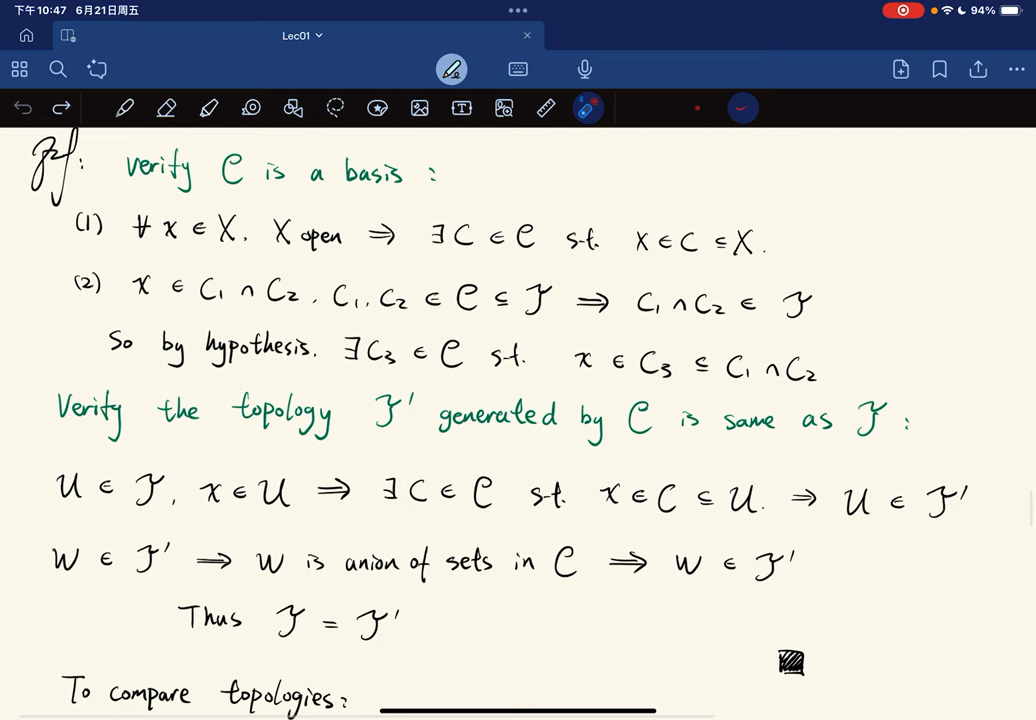 下午10:47 6月21日周五
94%
Lec01
Prf:
Verify C is a basis :
(1) ∀ x ∈ X, X open ⇒ ∃ C ∈ C s.t. x ∈ C ⊆ X.
(2) x ∈ C₁ ∩ C₂, C₁, C₂ ∈ C ⊆ T ⇒ C₁ ∩ C₂ ∈ T
So by hypothesis. ∃ C₃ ∈ C s.t. x ∈ C₃ ⊆ C₁ ∩ C₂
Verify the topology T' generated by C is same as T :
U ∈ T, x ∈ U ⇒ ∃ C ∈ C s.t. x ∈ C ⊆ U. ⇒ U ∈ T'
W ∈ T' ⇒ W is anion of sets in C ⇒ W ∈ T'
Thus T = T'
To compare topologies: